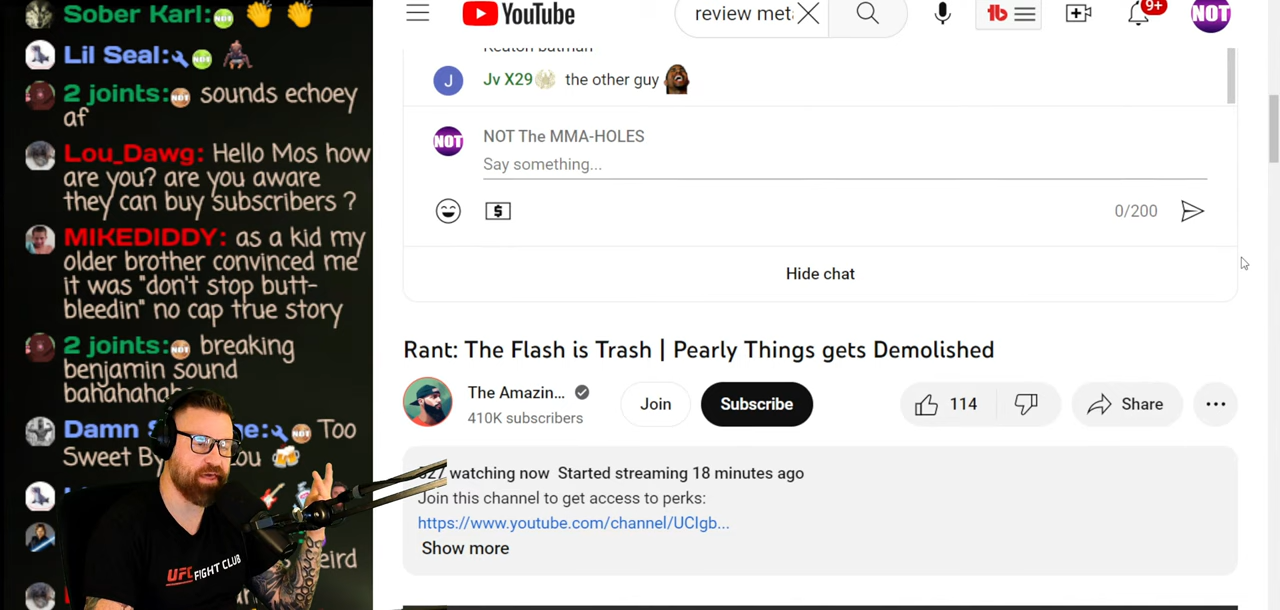 Sober Karl:
Lil Seal:
2 joints: sounds echoey
af
Lou_Dawg: Hello Mos how
are you? are you aware
they can buy subscribers ?
MIKEDIDDY: as a kid my
older brother convinced me
it was "don't stop butt-
bleedin" no cap true story
2 joints: breaking
benjamin sound
Damn Too
Sweet
UFC FIGHT CLUB
YouTube
review met
9+
NOT
Jv X29 the other guy
NOT The MMA-HOLES
Say something...
0/200
Hide chat
Rant: The Flash is Trash | Pearly Things gets Demolished
The Amazin...
410K subscribers
Join
Subscribe
114
Share
watching now Started streaming 18 minutes ago
Join this channel to get access to perks:
https://www.youtube.com/channel/UCIgb...
Show more